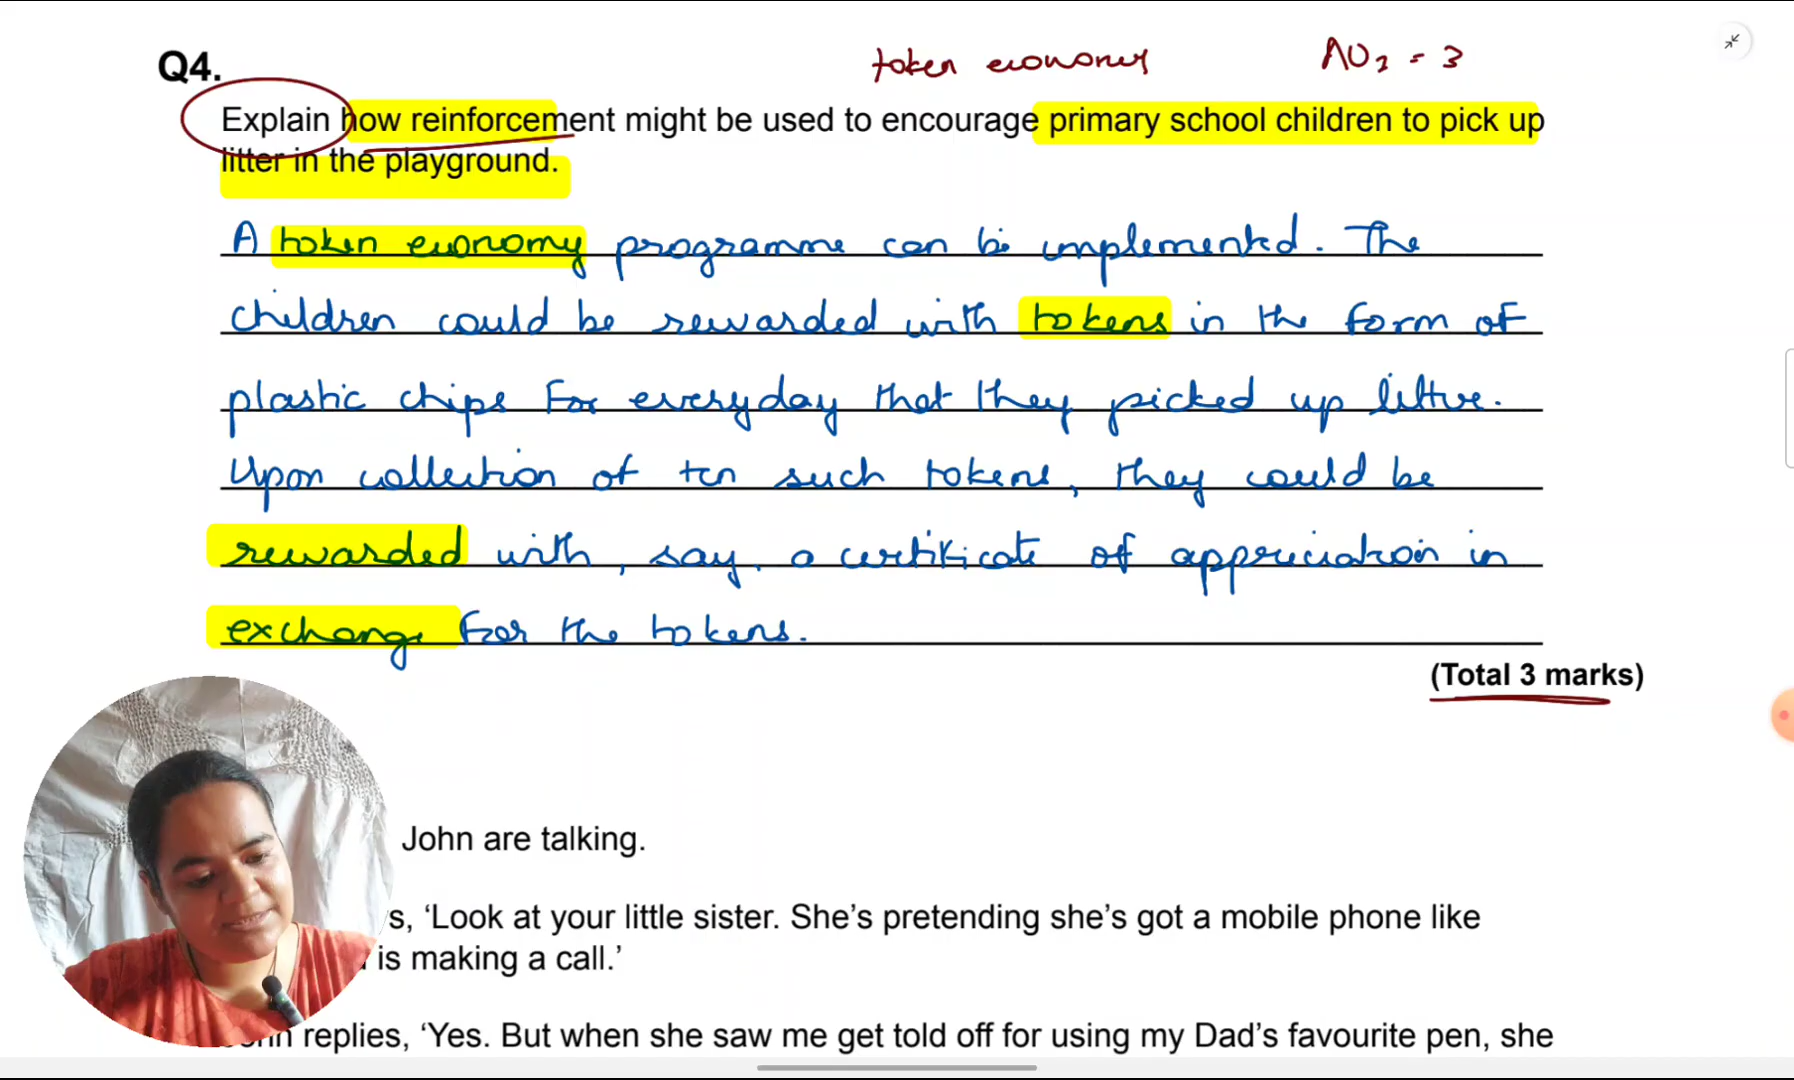 token economy AO2 = 3
Q4.
Explain how reinforcement might be used to encourage primary school children to pick up
litter in the playground.
A token economy programme can be implemented. The
children could be rewarded with tokens in the form of
plastic chips for everyday that they picked up litter.
Upon collection of ten such tokens, they could be
rewarded with, say, a certificate of appreciation in
exchange for the tokens.
(Total 3 marks)
John are talking.
s, ‘Look at your little sister. She’s pretending she’s got a mobile phone like
is making a call.’
replies, ‘Yes. But when she saw me get told off for using my Dad’s favourite pen, she